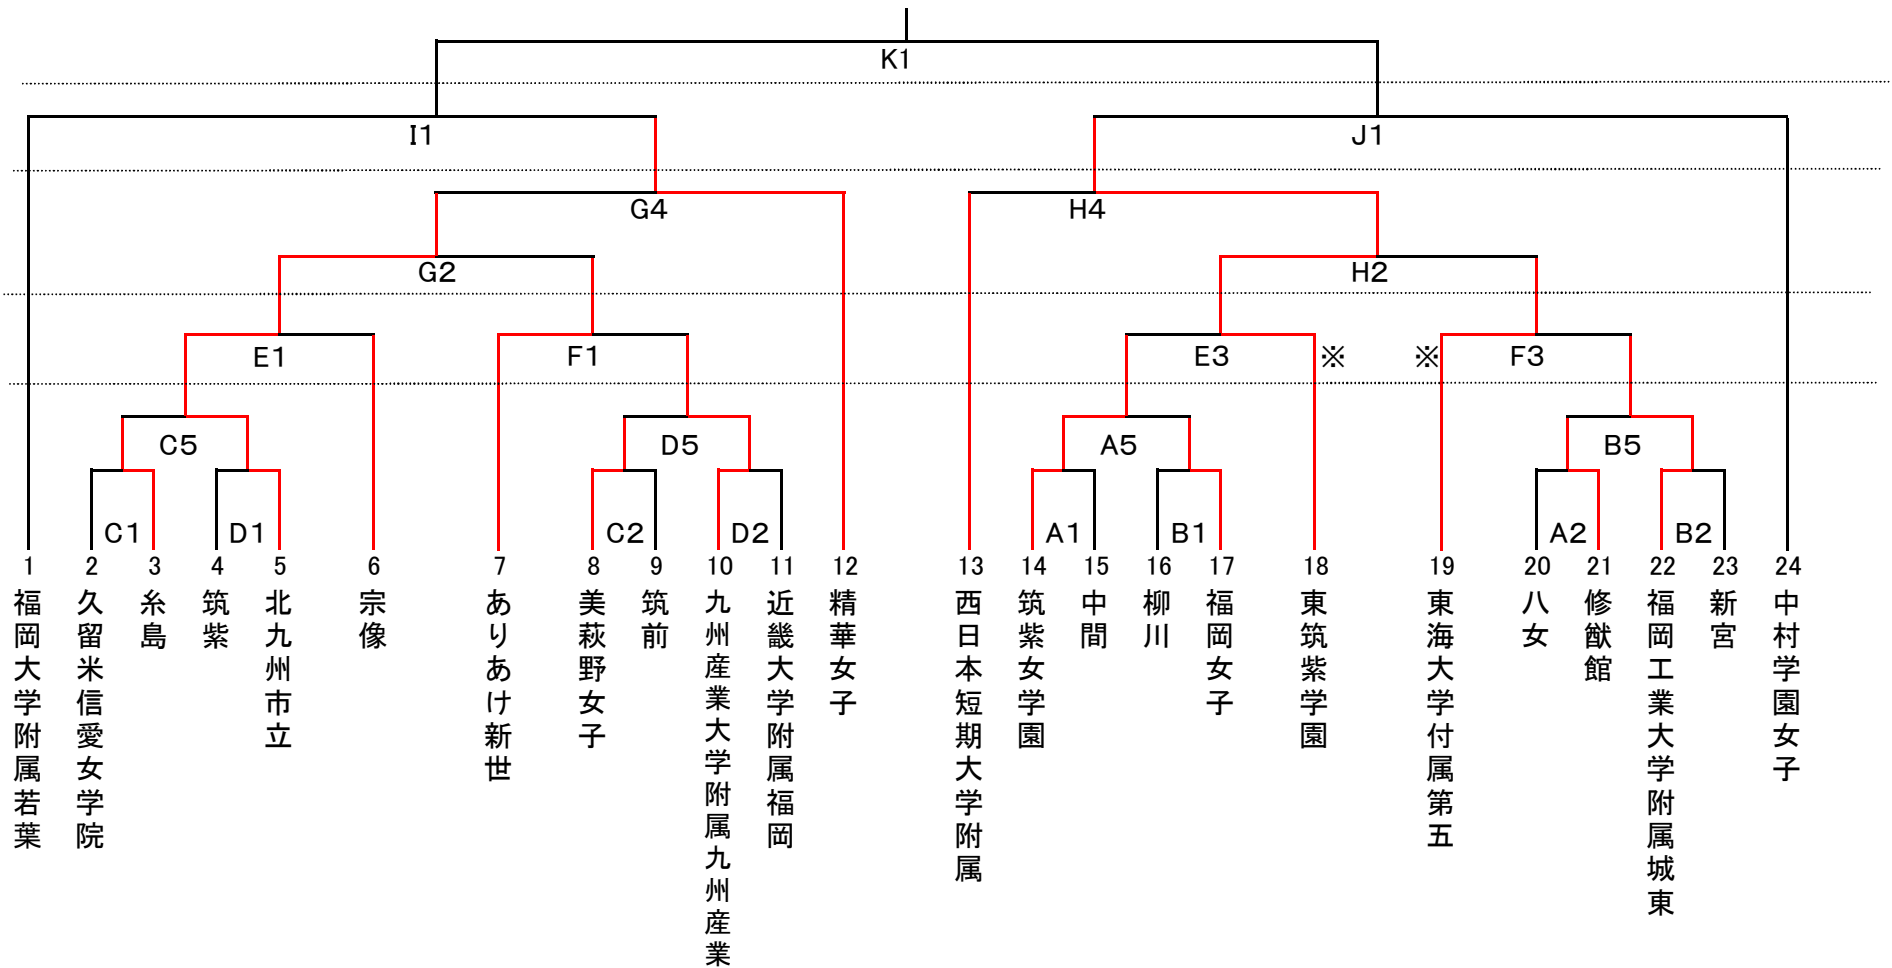 K1
I1
J1
G4
H4
G2
H2
E1
F1
E3
※
※
F3
C5
D5
A5
B5
C1
D1
C2
D2
A1
B1
A2
B2
1
2
3
4
5
6
7
8
9
10
11
12
13
14
15
16
17
18
19
20
21
22
23
24
福岡大学附属若葉
久留米信愛女学院
糸島
筑紫
北九州市立
宗像
ありあけ新世
美萩野女子
筑前
九州産業大学附属九州産業
近畿大学附属福岡
精華女子
西日本短期大学附属
筑紫女学園
中間
柳川
福岡女子
東筑紫学園
東海大学付属第五
八女
修猷館
福岡工業大学附属城東
新宮
中村学園女子